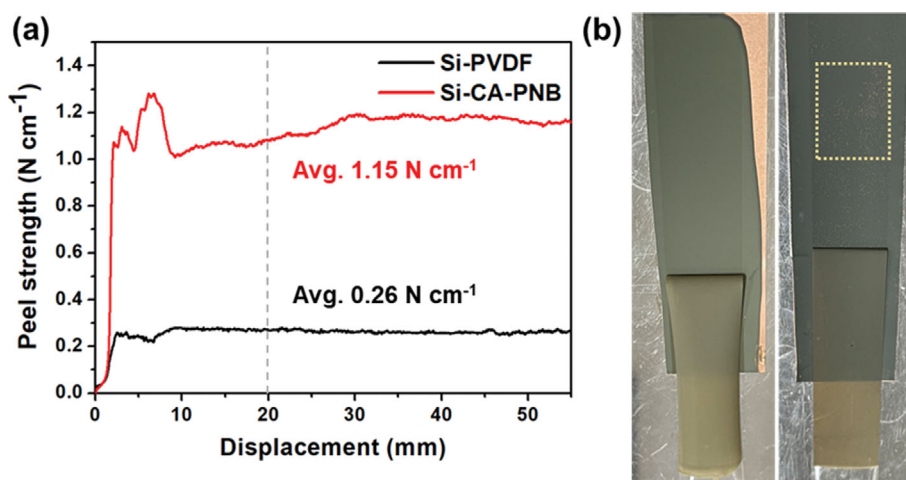 (a)
Peel strength (N cm⁻¹)
1.4
1.2
1.0
0.8
0.6
0.4
0.2
0.0
Si-PVDF
Si-CA-PNB
Avg. 1.15 N cm⁻¹
Avg. 0.26 N cm⁻¹
0 10 20 30 40 50
Displacement (mm)
(b)